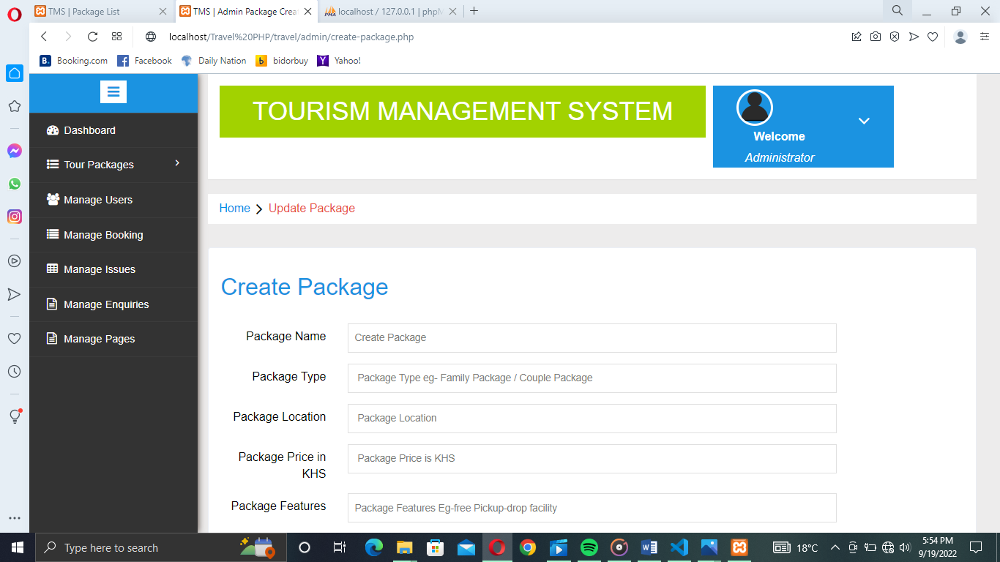 TMS | Package List
TMS | Admin Package Crea
localhost / 127.0.0.1 | phpM
localhost/Travel%20PHP/travel/admin/create-package.php
B. Booking.com
Facebook
Daily Nation
b bidorbuy
Y Yahoo!
TOURISM MANAGEMENT SYSTEM
Welcome
Administrator
Dashboard
Tour Packages
Manage Users
Manage Booking
Manage Issues
Manage Enquiries
Manage Pages
Home > Update Package
Create Package
Package Name
Create Package
Package Type
Package Type eg- Family Package / Couple Package
Package Location
Package Location
Package Price in
KHS
Package Price is KHS
Package Features
Package Features Eg-free Pickup-drop facility
Type here to search
18°C
5:54 PM
9/19/2022